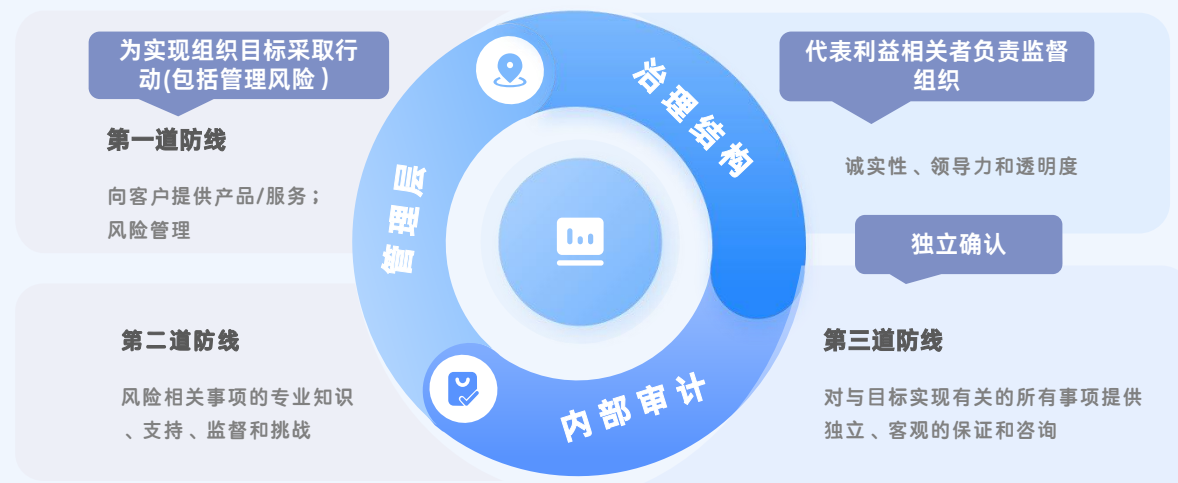 为实现组织目标采取行
动(包括管理风险）
第一道防线
向客户提供产品/服务；
风险管理
第二道防线
风险相关事项的专业知识
、支持、监督和挑战
管理层
治理结构
内部审计
代表利益相关者负责监督
组织
诚实性、领导力和透明度
独立确认
第三道防线
对与目标实现有关的所有事项提供
独立、客观的保证和咨询